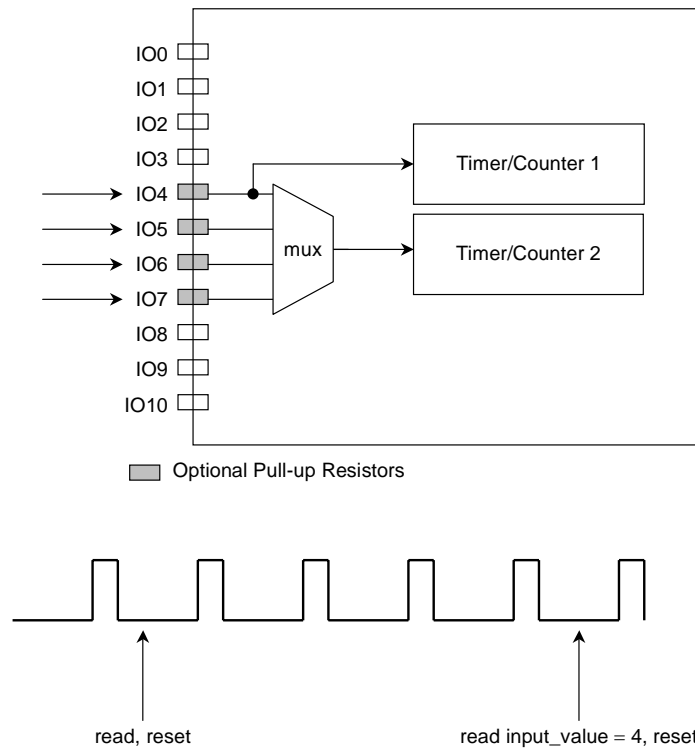 IO0
IO1
IO2
IO3
Timer/Counter 1
IO4
IO5
mux
Timer/Counter 2
IO6
IO7
IO8
IO9
IO10
Optional Pull-up Resistors
read, reset
read input_value = 4, reset